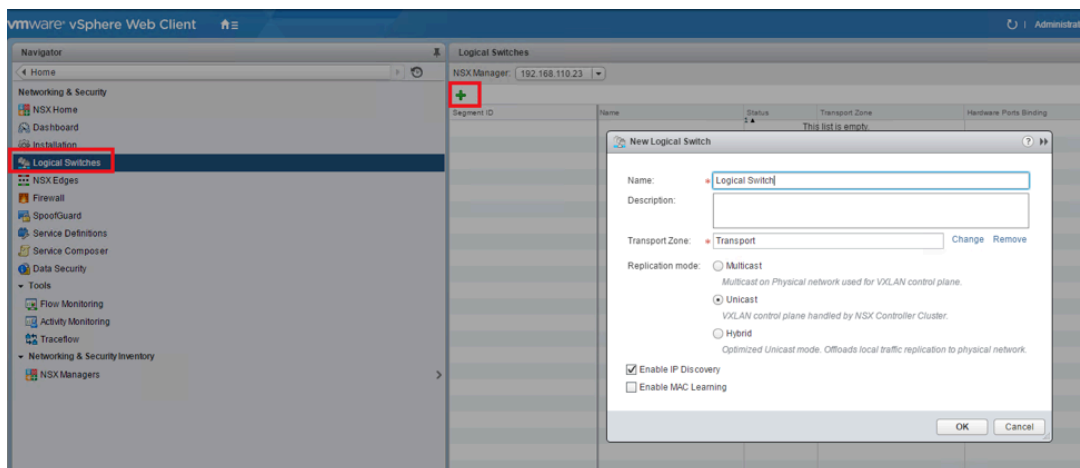 vmware vSphere Web Client
Administrat
Navigator
Home
Networking & Security
NSX Home
Dashboard
Installation
Logical Switches
NSX Edges
Firewall
SpoofGuard
Service Definitions
Service Composer
Data Security
Tools
Flow Monitoring
Activity Monitoring
Traceflow
Networking & Security Inventory
NSX Managers
Logical Switches
NSX Manager: 192.168.110.23
Segment ID Name Status Transport Zone Hardware Ports Binding
This list is empty.
New Logical Switch
Name: * Logical Switch
Description:
Transport Zone: * Transport Change Remove
Replication mode: Multicast
Multicast on Physical network used for VXLAN control plane.
Unicast
VXLAN control plane handled by NSX Controller Cluster.
Hybrid
Optimized Unicast mode. Offloads local traffic replication to physical network.
Enable IP Discovery
Enable MAC Learning
OK Cancel